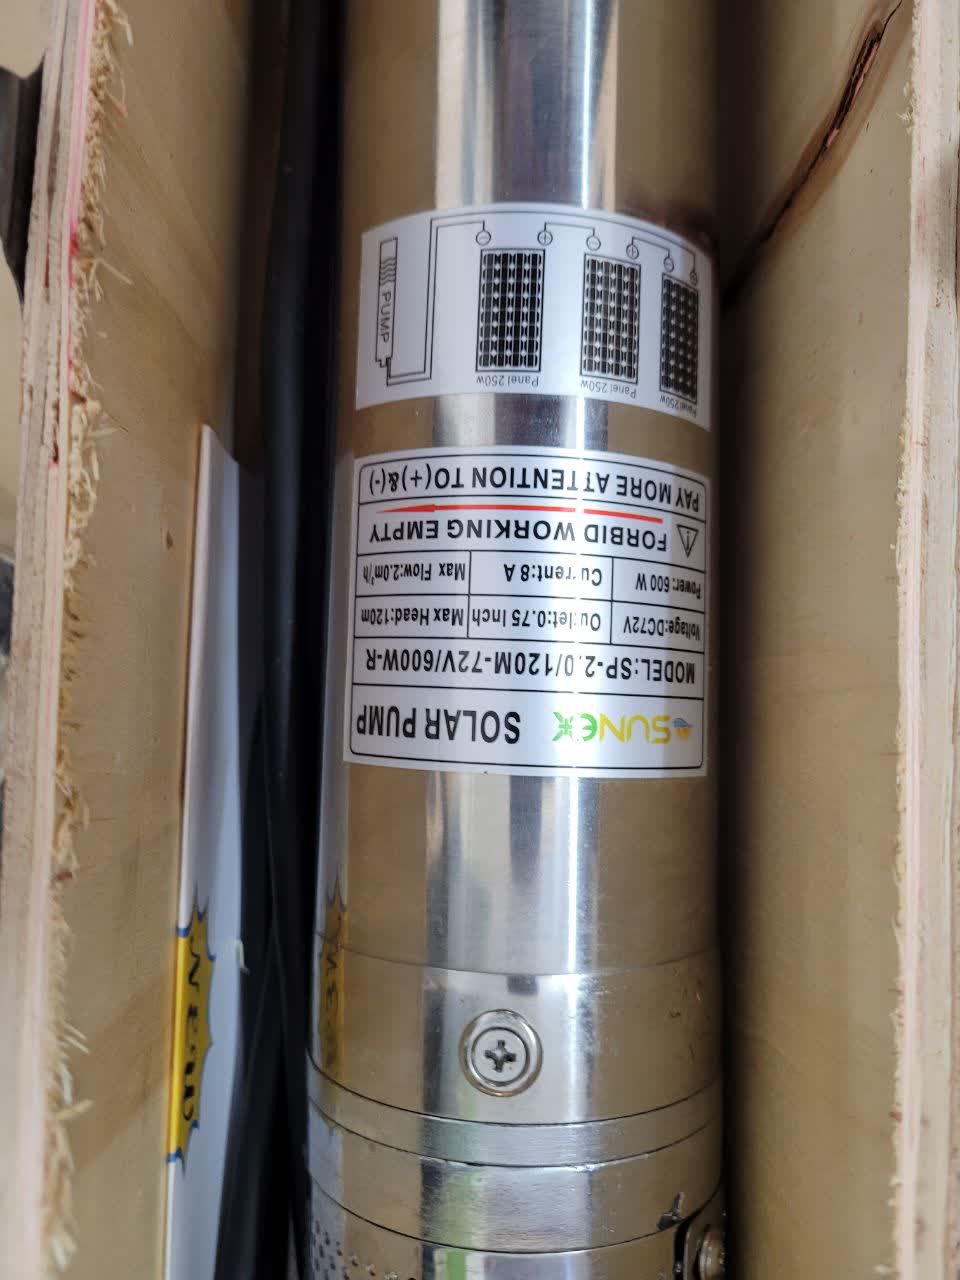 SUNEX SOLAR PUMP
MODEL:SP-2.0/120M-72V/600W-R
Voltage:DC72V Outlet:0.75 Inch Max Head:120m
Power:600 W Current:8 A Max Flow:2.0m³/h
FORBID WORKING EMPTY
PAY MORE ATTENTION TO(+)&(-)
Panel 250w Panel 250w Panel 250w
PUMP